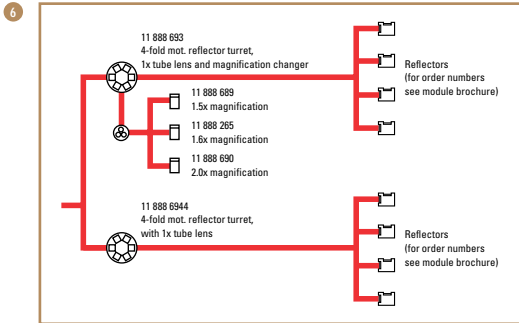 6
11 888 693
4-fold mot. reflector turret,
1x tube lens and magnification changer
Reflectors
(for order numbers
see module brochure)
11 888 689
1.5x magnification
11 888 265
1.6x magnification
11 888 690
2.0x magnification
11 888 6944
4-fold mot. reflector turret,
with 1x tube lens
Reflectors
(for order numbers
see module brochure)